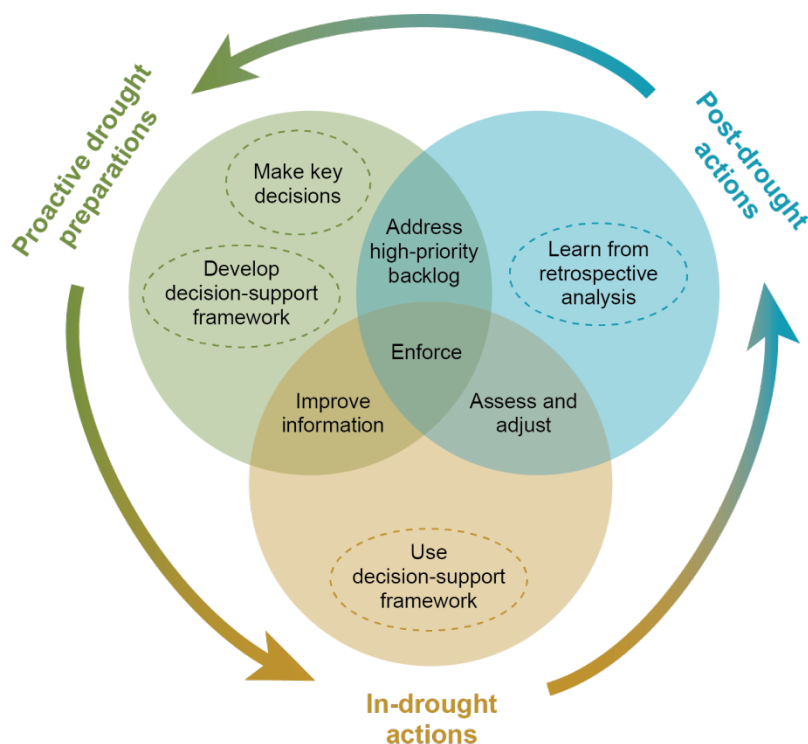 Proactive drought
preparations
Post-drought
actions
Make key
decisions
Develop
decision-support
framework
Address
high-priority
backlog
Learn from
retrospective
analysis
Enforce
Improve
information
Assess and
adjust
Use
decision-support
framework
In-drought
actions